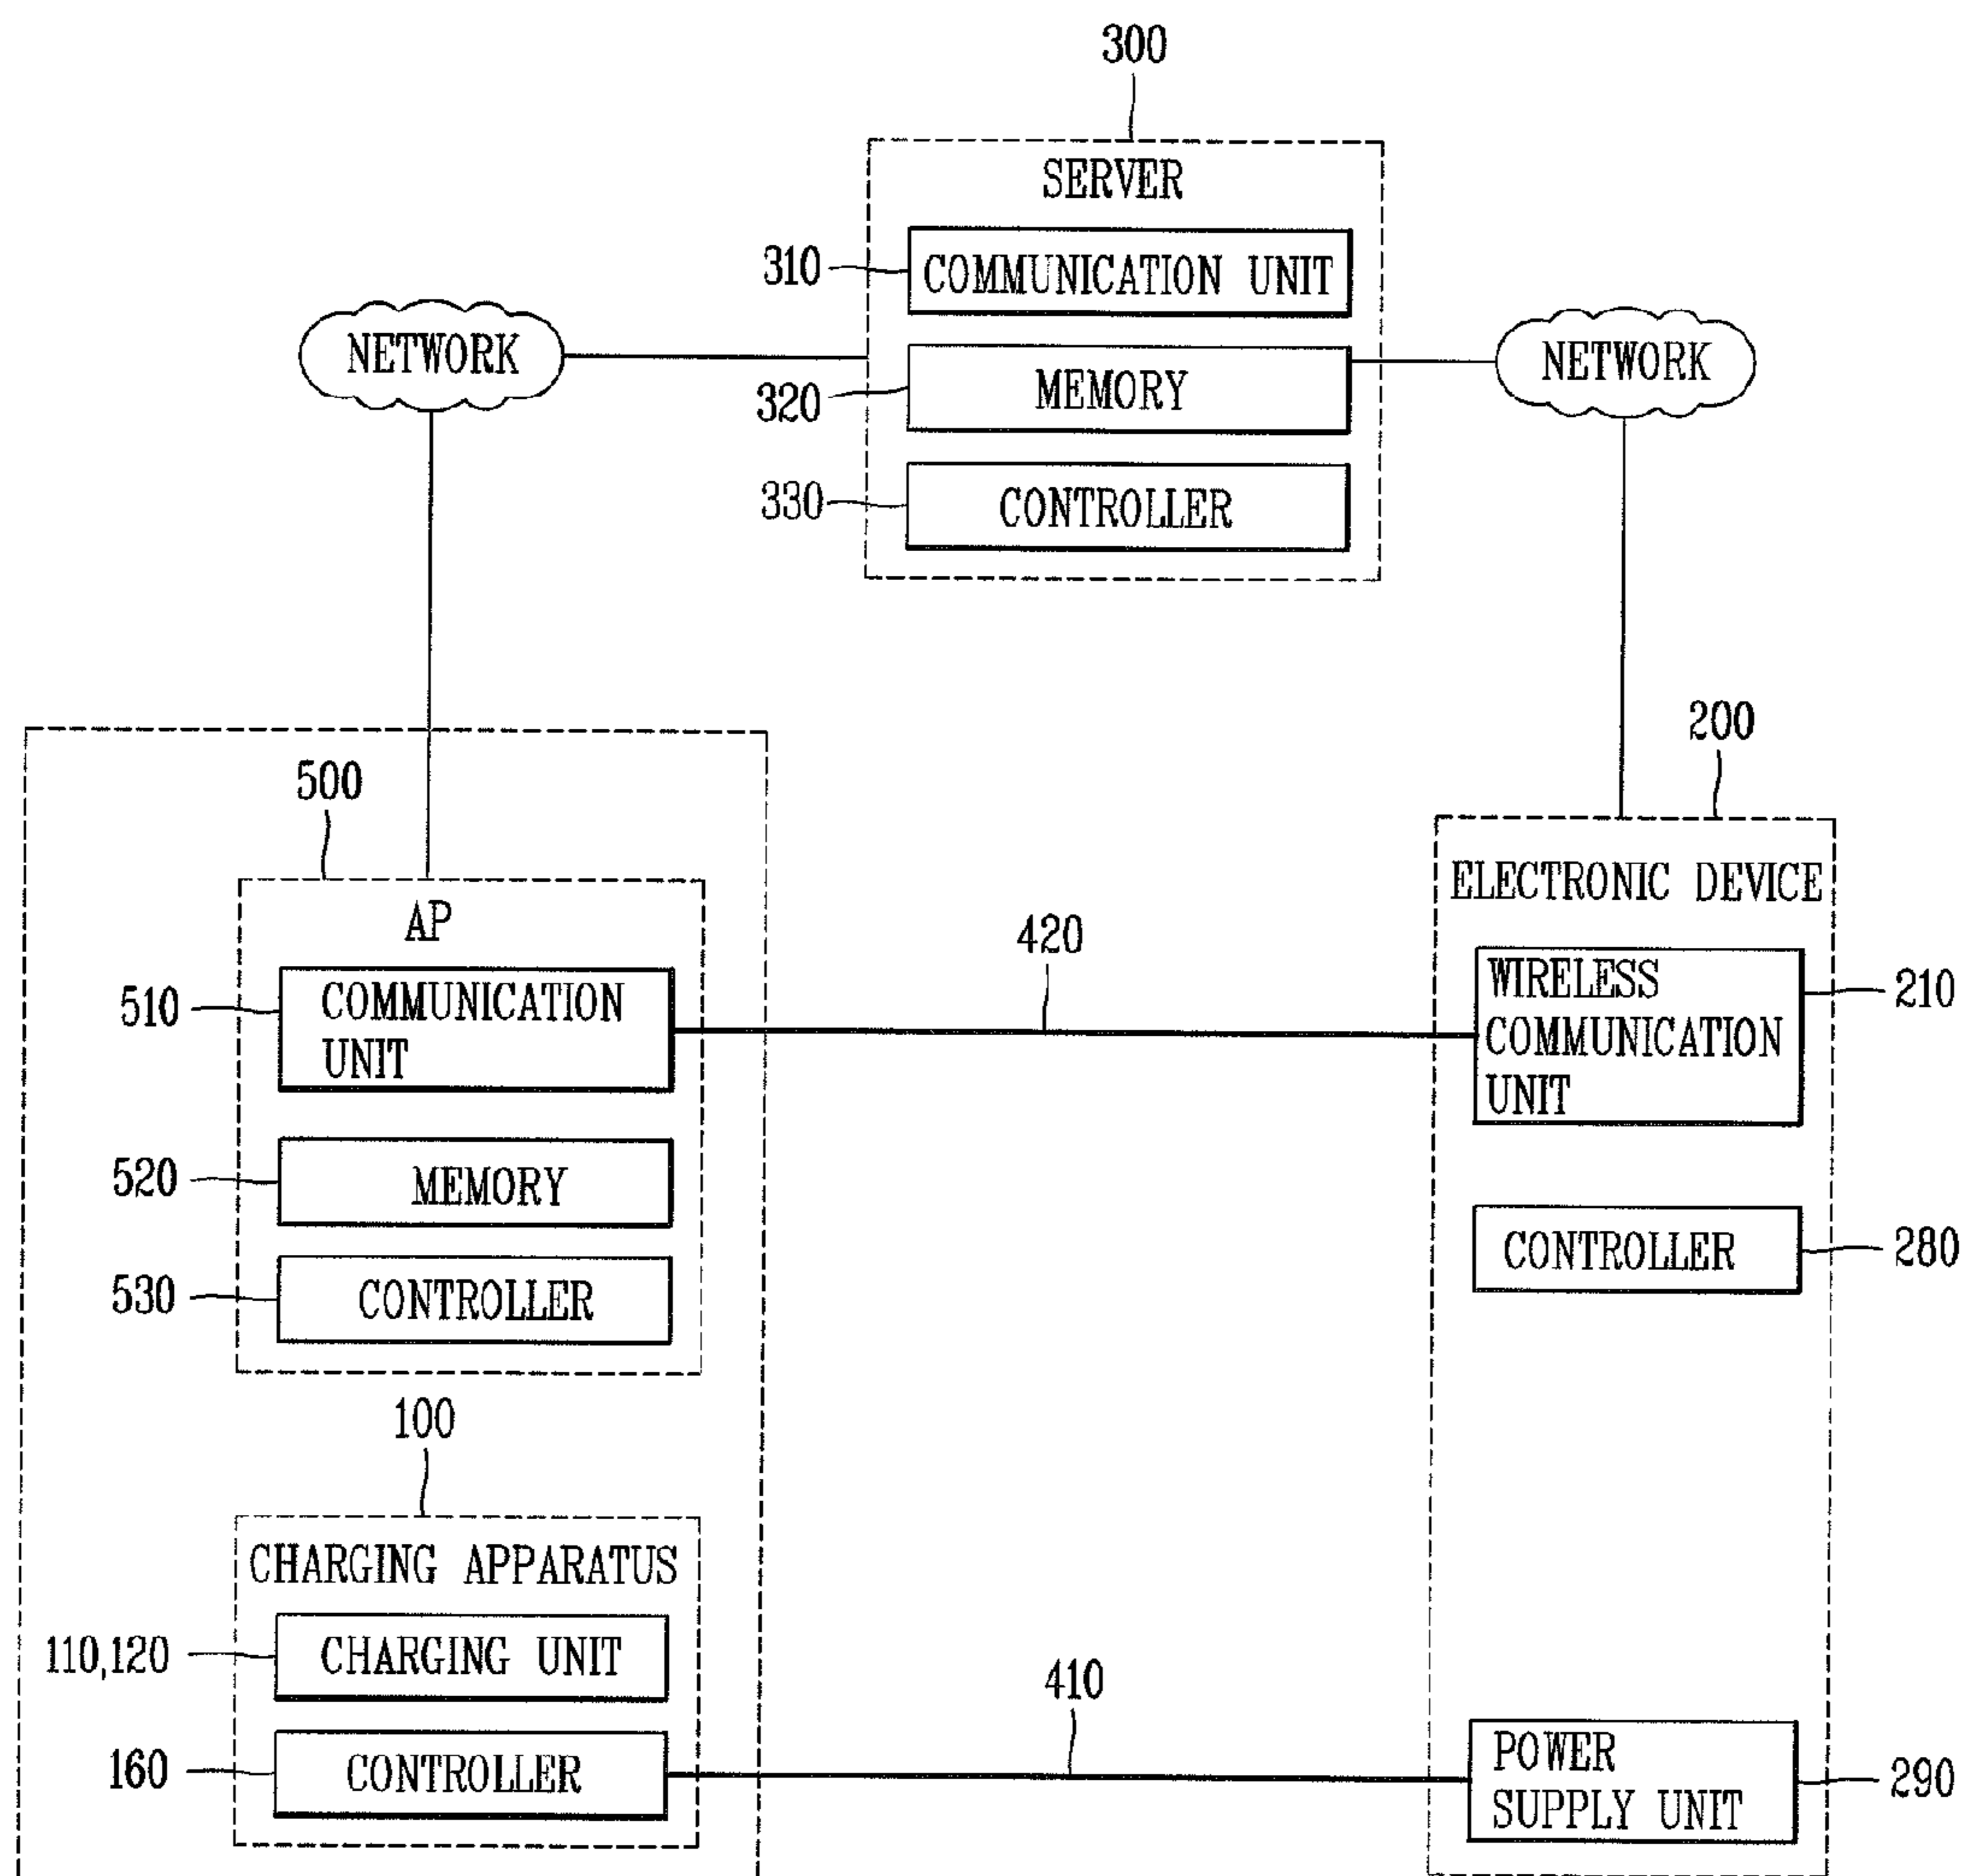 300
SERVER
310
COMMUNICATION UNIT
NETWORK
NETWORK
320
MEMORY
330
CONTROLLER
200
500
ELECTRONIC DEVICE
AP
420
510
COMMUNICATION
UNIT
WIRELESS
COMMUNICATION
UNIT
210
520
MEMORY
CONTROLLER
280
530
CONTROLLER
100
CHARGING APPARATUS
110,120
CHARGING UNIT
410
160
CONTROLLER
POWER
SUPPLY UNIT
290